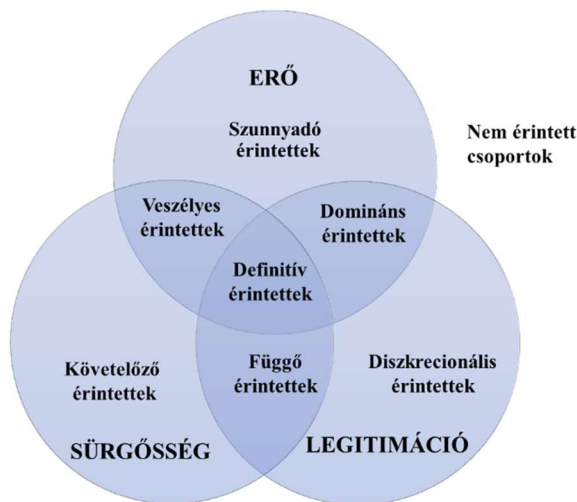 ERŐ
Szunnyadó
érintettek
Nem érintett
csoportok
Veszélyes
érintettek
Domináns
érintettek
Definitív
érintettek
Követelőző
érintettek
Függő
érintettek
Diszkrecionális
érintettek
SÜRGŐSSÉG
LEGITIMÁCIÓ